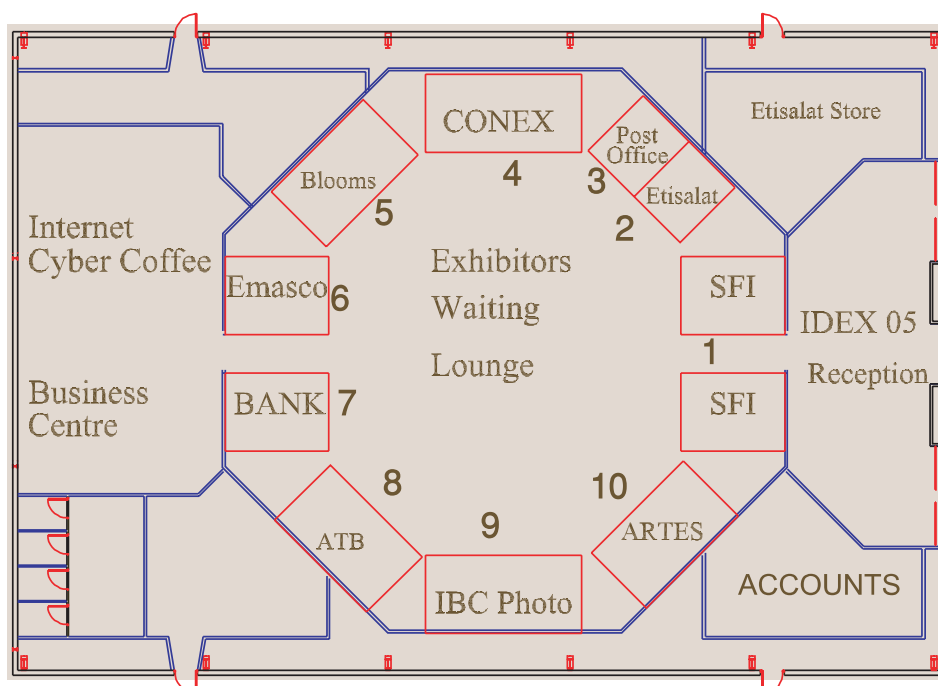 CONEX
Post
Office
Etisalat Store
Blooms
4
3
Etisalat
5
2
Internet
Cyber Coffee
Exhibitors
Waiting
Lounge
Emasco
6
SFI
IDEX 05
Reception
1
Business
Centre
BANK
7
SFI
8
10
9
ATB
ARTES
IBC Photo
ACCOUNTS